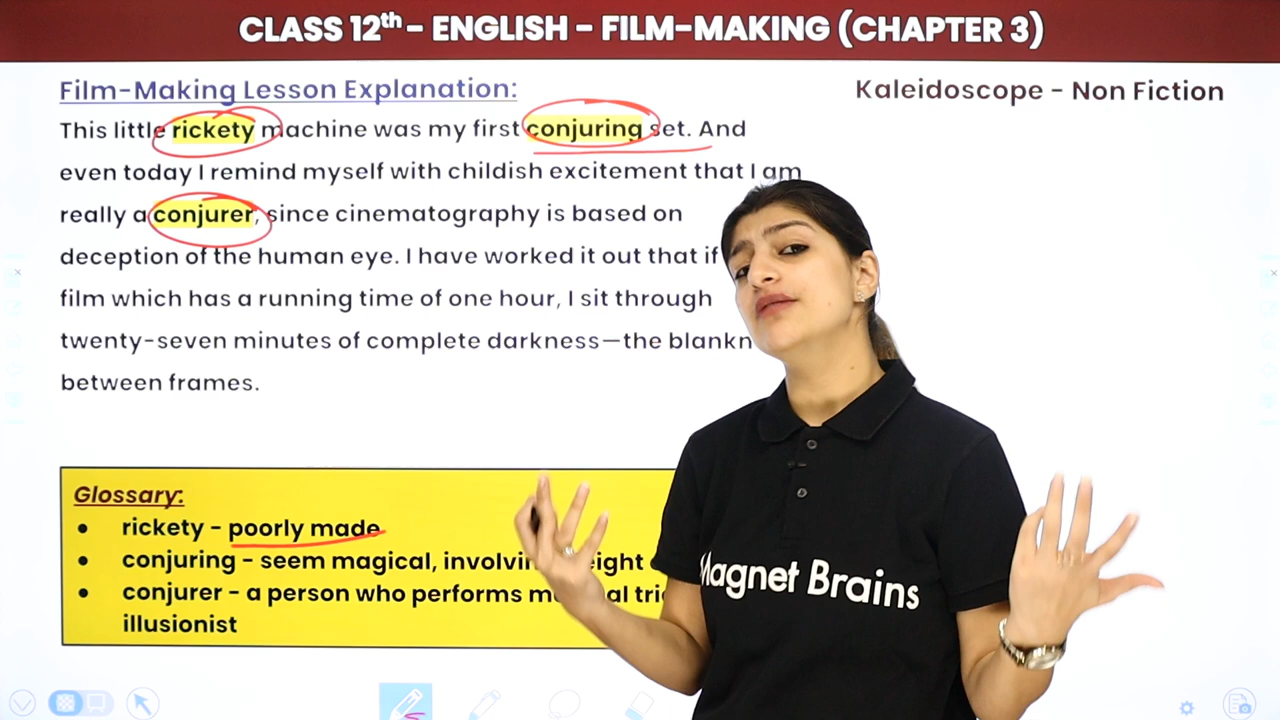 CLASS 12th - ENGLISH - FILM-MAKING (CHAPTER 3)
Film-Making Lesson Explanation:
Kaleidoscope - Non Fiction
This little rickety machine was my first conjuring set. And
even today I remind myself with childish excitement that I am
really a conjurer, since cinematography is based on
deception of the human eye. I have worked it out that if
film which has a running time of one hour, I sit through
twenty-seven minutes of complete darkness—the
between frames.
Glossary:
• rickety - poorly made
• conjuring - seem magical,
• conjurer - a person who performs
illusionist
Magnet Brains